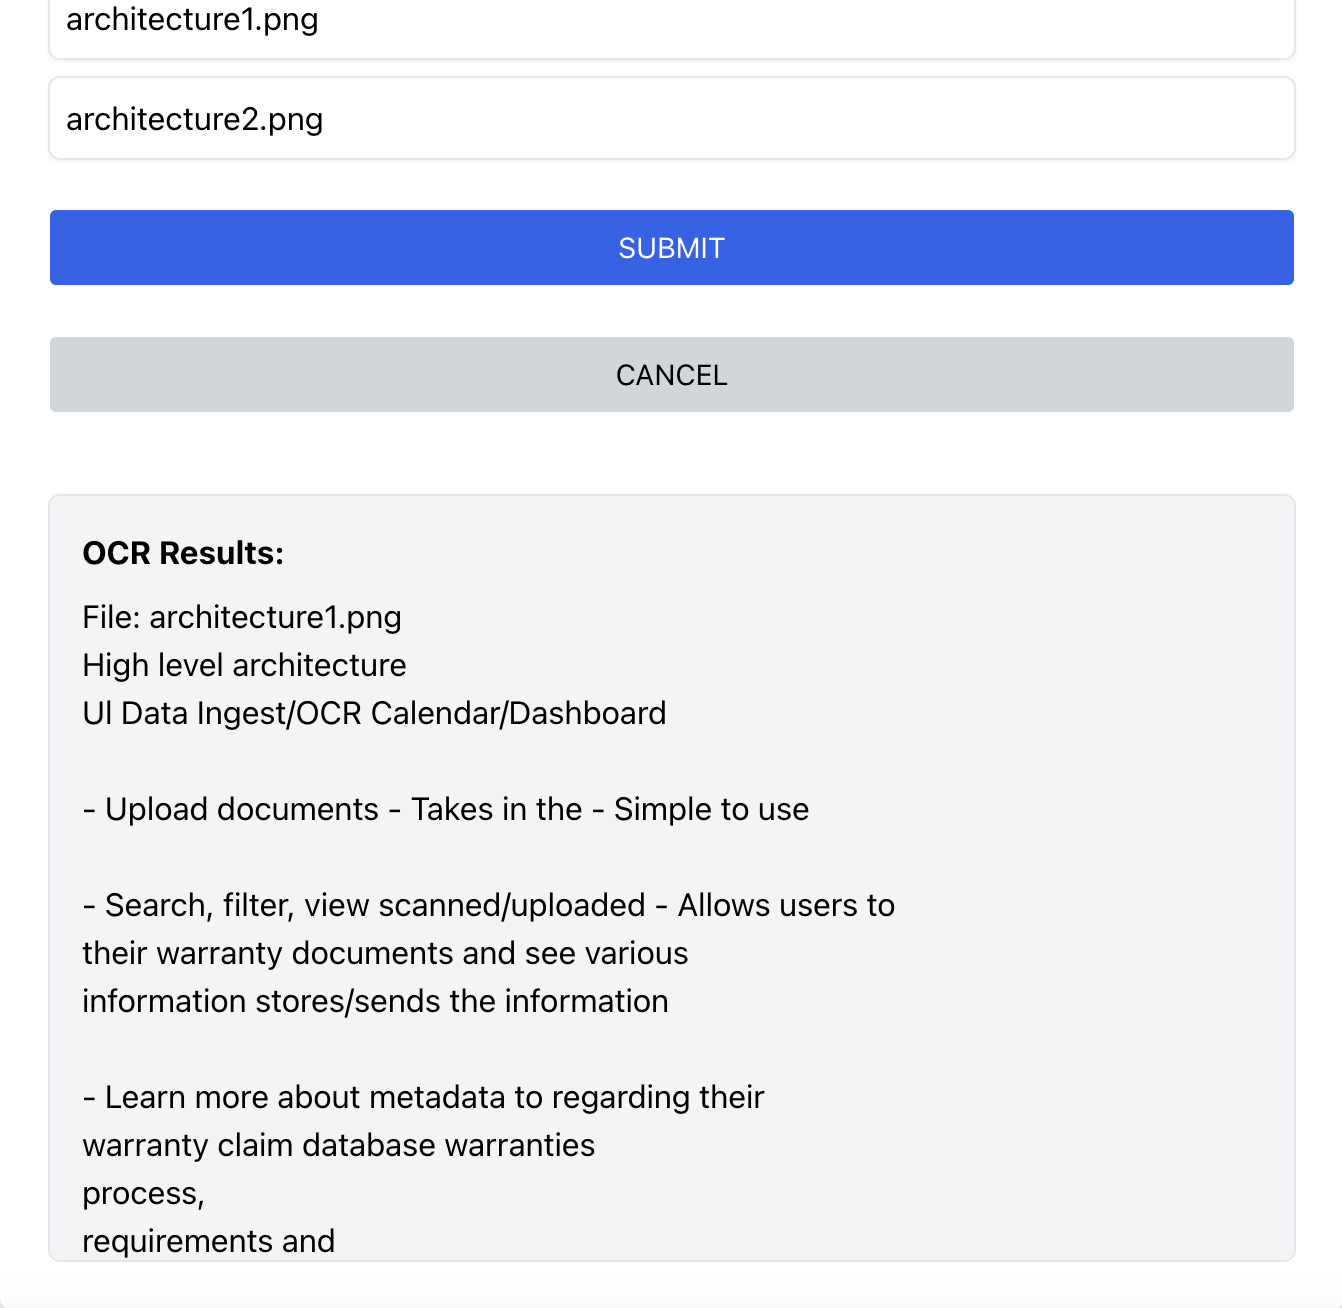 architecture1.png
architecture2.png
SUBMIT
CANCEL
OCR Results:
File: architecture1.png
High level architecture
Ul Data Ingest/OCR Calendar/Dashboard
- Upload documents - Takes in the - Simple to use
- Search, filter, view scanned/uploaded - Allows users to
their warranty documents and see various
information stores/sends the information
- Learn more about metadata to regarding their
warranty claim database warranties
process,
requirements and